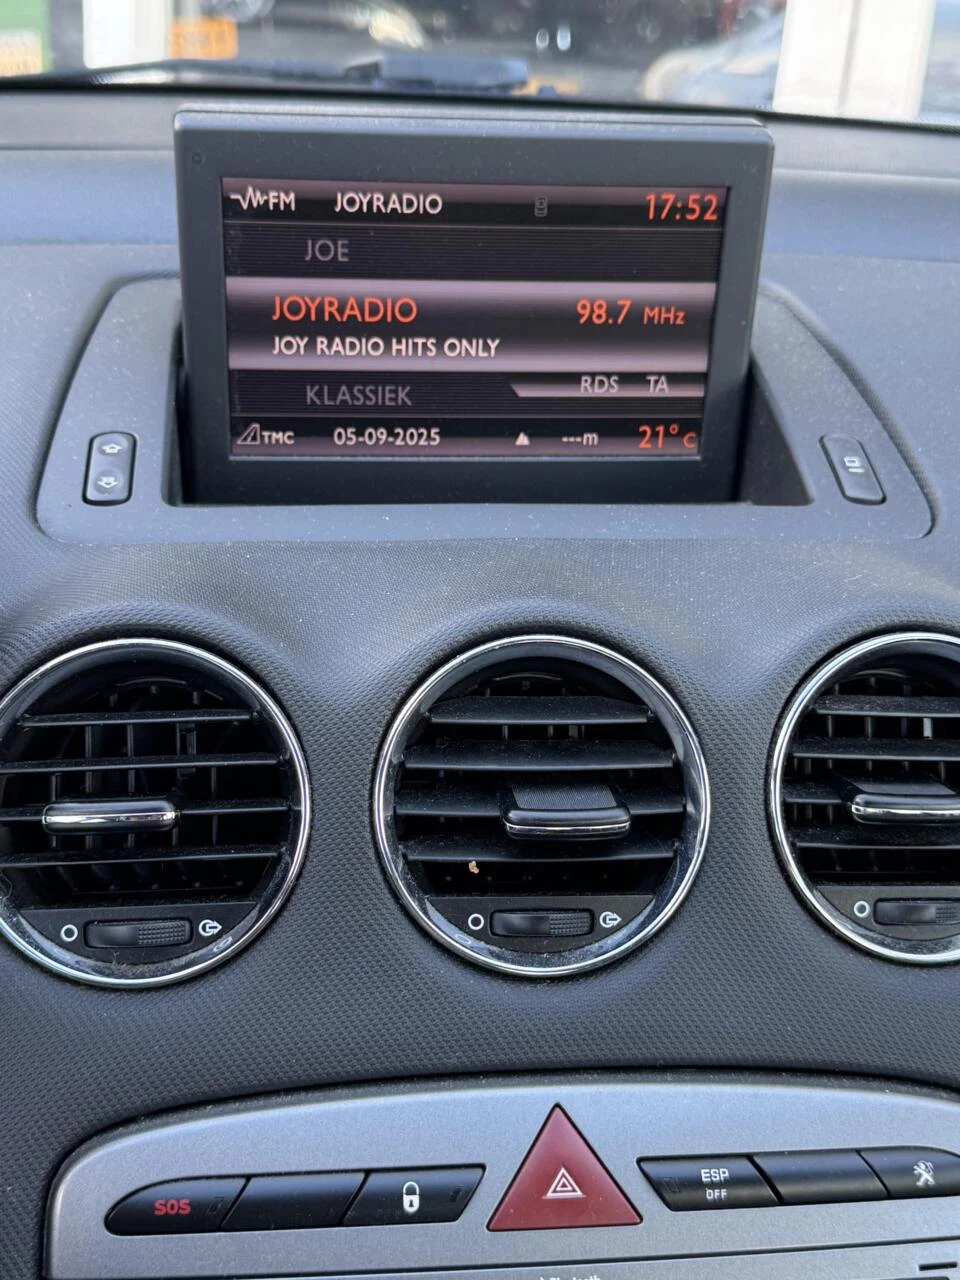 FM JOYRADIO 17:52
JOE
JOYRADIO 98.7 MHz
JOY RADIO HITS ONLY
KLASSIEK RDS TA
TMC 05-09-2025 ---m 21° C
SOS
ESP
OFF